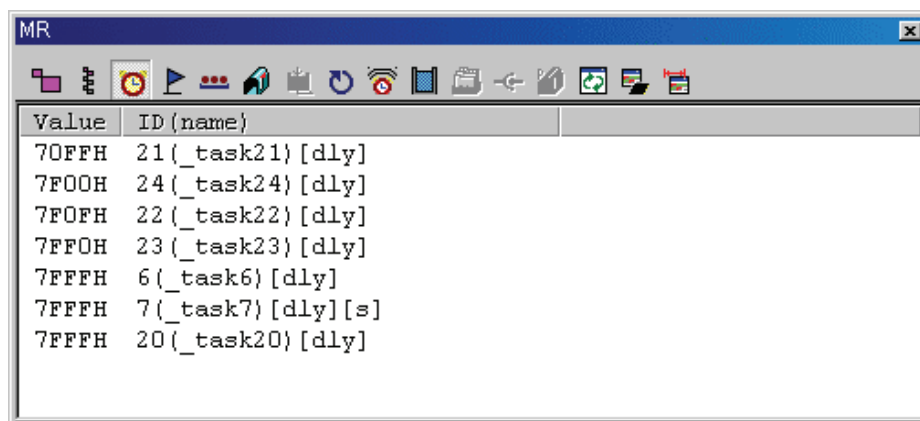 MR
Value ID(name)
70FFH 21(_task21)[dly]
7F00H 24(_task24)[dly]
7F0FH 22(_task22)[dly]
7FF0H 23(_task23)[dly]
7FFFH 6(_task6)[dly]
7FFFH 7(_task7)[dly][s]
7FFFH 20(_task20)[dly]